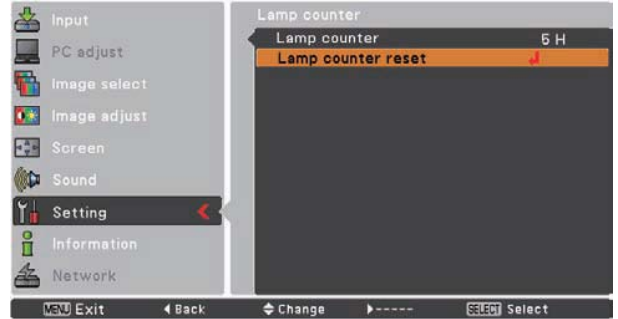 Input
PC adjust
Image select
Image adjust
Screen
Sound
Setting
Information
Network
Lamp counter
Lamp counter 5 H
Lamp counter reset
MENU Exit Back Change ----- SELECT Select